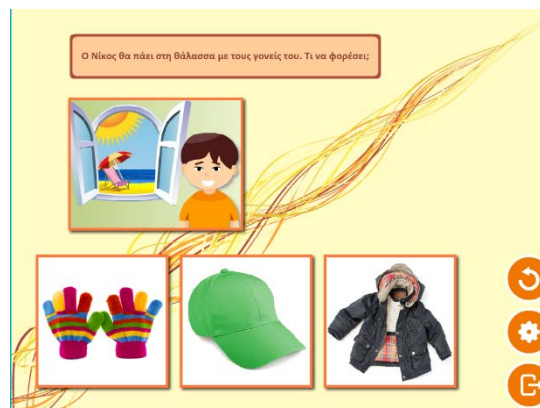 Ο Νίκος θα πάει στη θάλασσα με τους γονείς του. Τι να φορέσει;